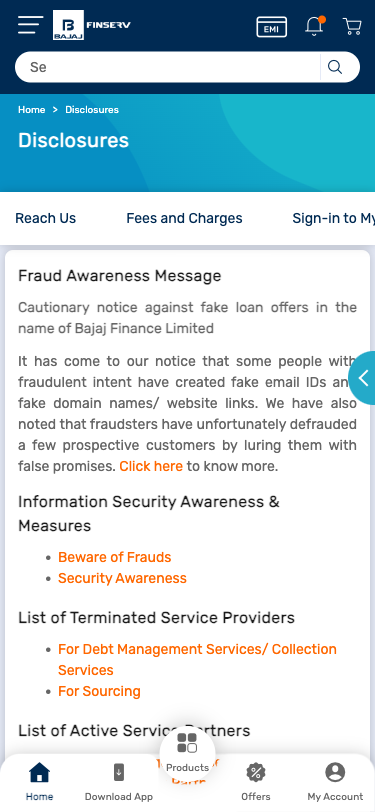 BAJAJ
FINSERV
EMI
Se
Home > Disclosures
Disclosures
Reach Us Fees and Charges Sign-in to My
Fraud Awareness Message
Cautionary notice against fake loan offers in the
name of Bajaj Finance Limited
It has come to our notice that some people with
fraudulent intent have created fake email IDs and
fake domain names/ website links. We have also
noted that fraudsters have unfortunately defrauded
a few prospective customers by luring them with
false promises. Click here to know more.
Information Security Awareness &
Measures
• Beware of Frauds
• Security Awareness
List of Terminated Service Providers
• For Debt Management Services/ Collection
Services
• For Sourcing
List of Active Service Partners
Products
Home Download App Offers My Account